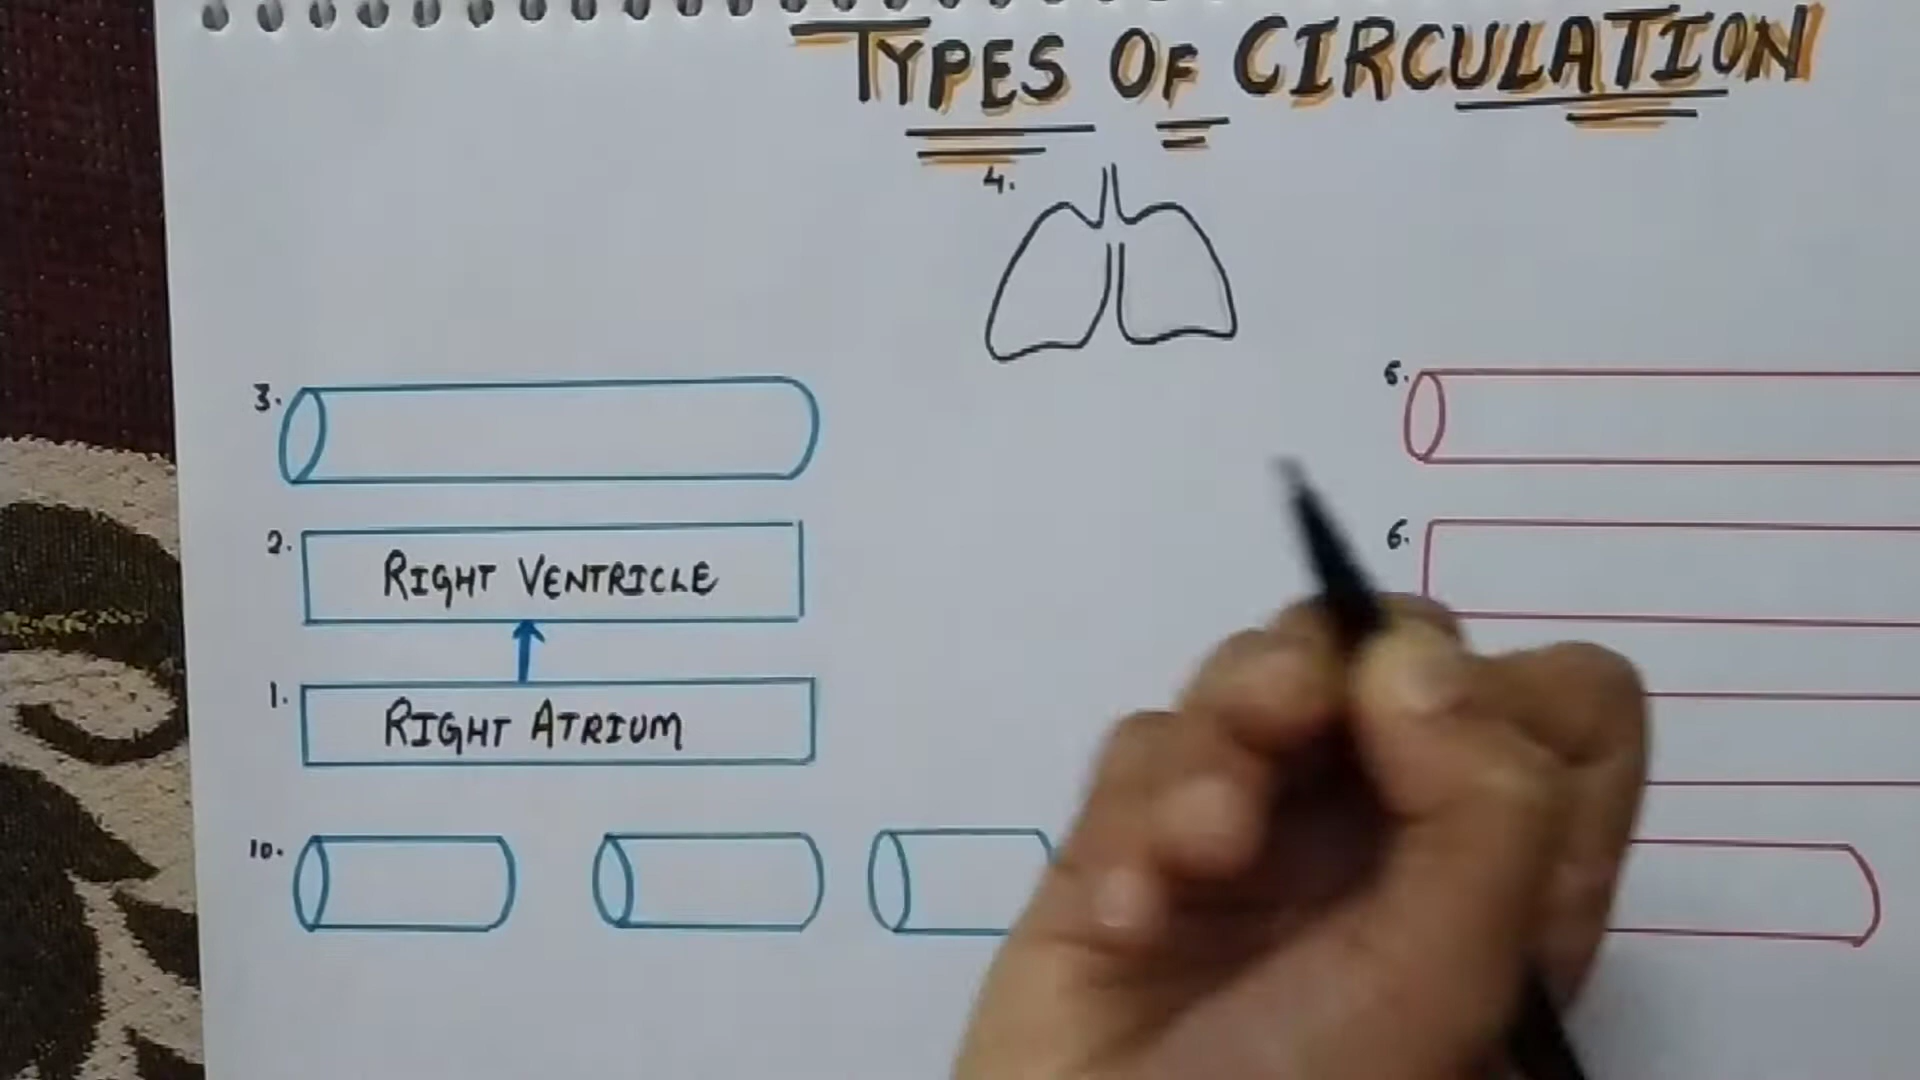 TYPES OF CIRCULATION
4.
3.
5.
2.
RIGHT VENTRICLE
6.
1.
RIGHT ATRIUM
10.